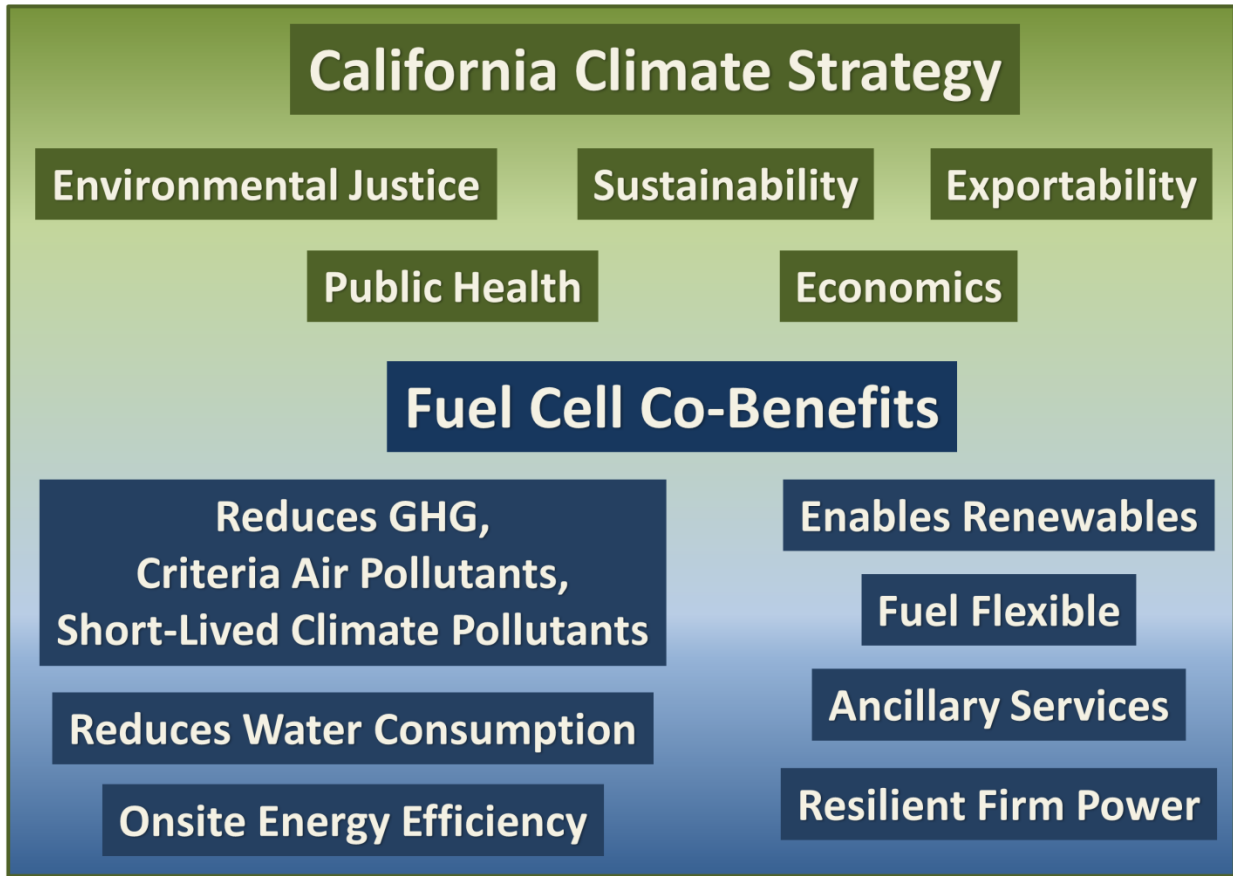 California Climate Strategy
Environmental Justice
Sustainability
Exportability
Public Health
Economics
Fuel Cell Co-Benefits
Reduces GHG,
Criteria Air Pollutants,
Short-Lived Climate Pollutants
Reduces Water Consumption
Onsite Energy Efficiency
Enables Renewables
Fuel Flexible
Ancillary Services
Resilient Firm Power